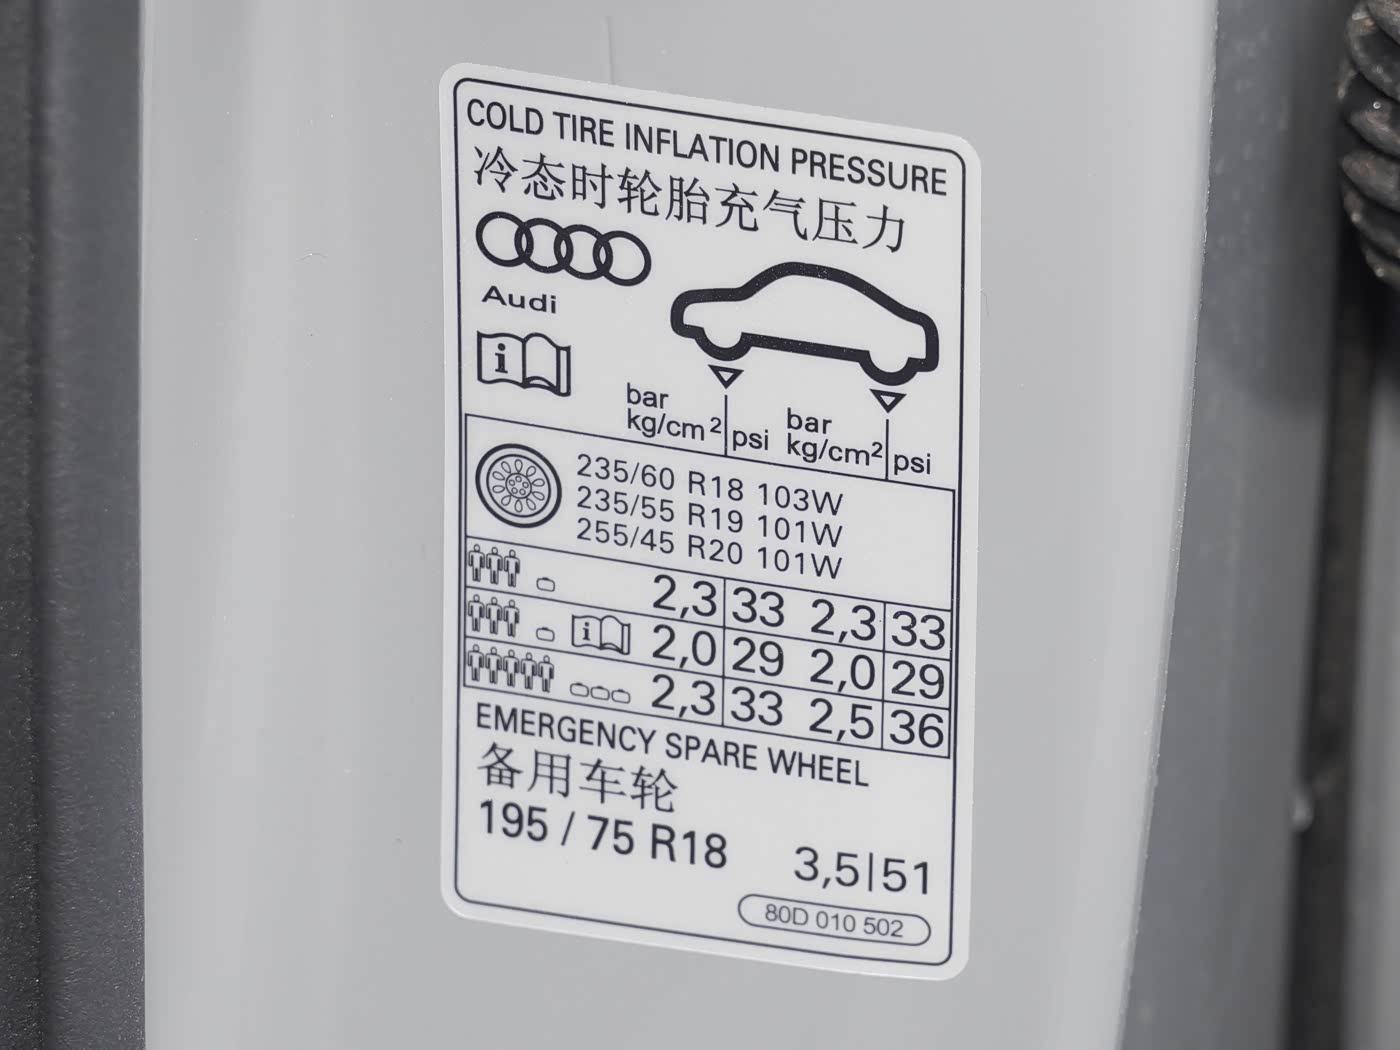 COLD TIRE INFLATION PRESSURE
冷态时轮胎充气压力
Audi
i
bar bar
kg/cm² psi kg/cm² psi
235/60 R18 103W
235/55 R19 101W
255/45 R20 101W
2,3 33 2,3 33
i 2,0 29 2,0 29
2,3 33 2,5 36
EMERGENCY SPARE WHEEL
备用车轮
195 / 75 R18 3,5|51
80D 010 502